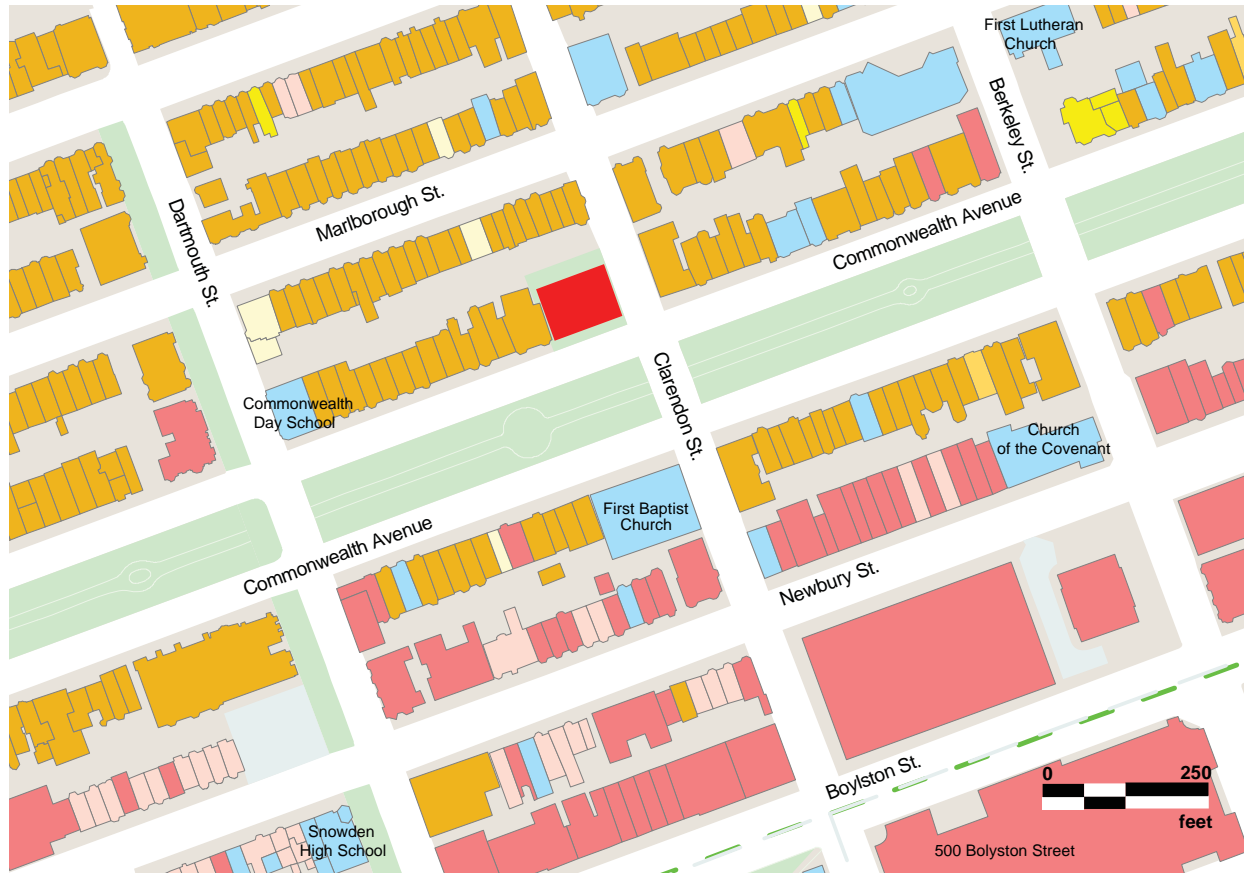 First Lutheran
Church
Berkeley St.
Marlborough St.
Dartmouth St.
Commonwealth Avenue
Clarendon St.
Commonwealth
Day School
Church
of the Covenant
First Baptist
Church
Commonwealth Avenue
Newbury St.
Boylston St.
0 250
feet
Snowden
High School
500 Bolyston Street